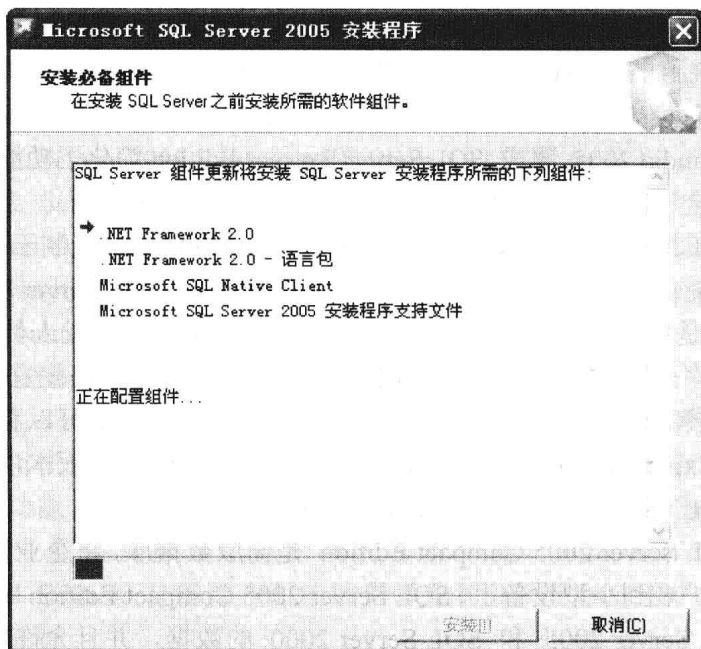 Microsoft SQL Server 2005 安装程序
安装必备组件
在安装 SQL Server之前安装所需的软件组件。
SQL Server 组件更新将安装 SQL Server 安装程序所需的下列组件:
.NET Framework 2.0
.NET Framework 2.0 - 语言包
Microsoft SQL Native Client
Microsoft SQL Server 2005 安装程序支持文件
正在配置组件...
安装(I)
取消(C)